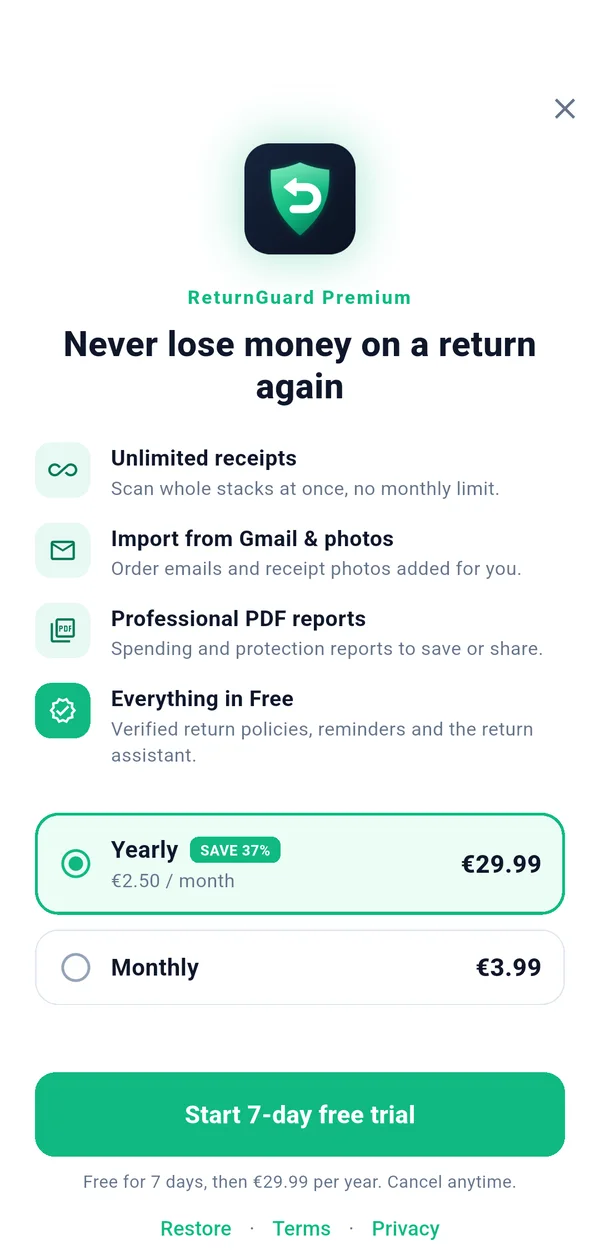 ReturnGuard Premium
Never lose money on a return
again
Unlimited receipts
Scan whole stacks at once, no monthly limit.
Import from Gmail & photos
Order emails and receipt photos added for you.
PDF
Professional PDF reports
Spending and protection reports to save or share.
Everything in Free
Verified return policies, reminders and the return
assistant.
Yearly SAVE 37%
€2.50 / month
€29.99
Monthly
€3.99
Start 7-day free trial
Free for 7 days, then €29.99 per year. Cancel anytime.
Restore · Terms · Privacy